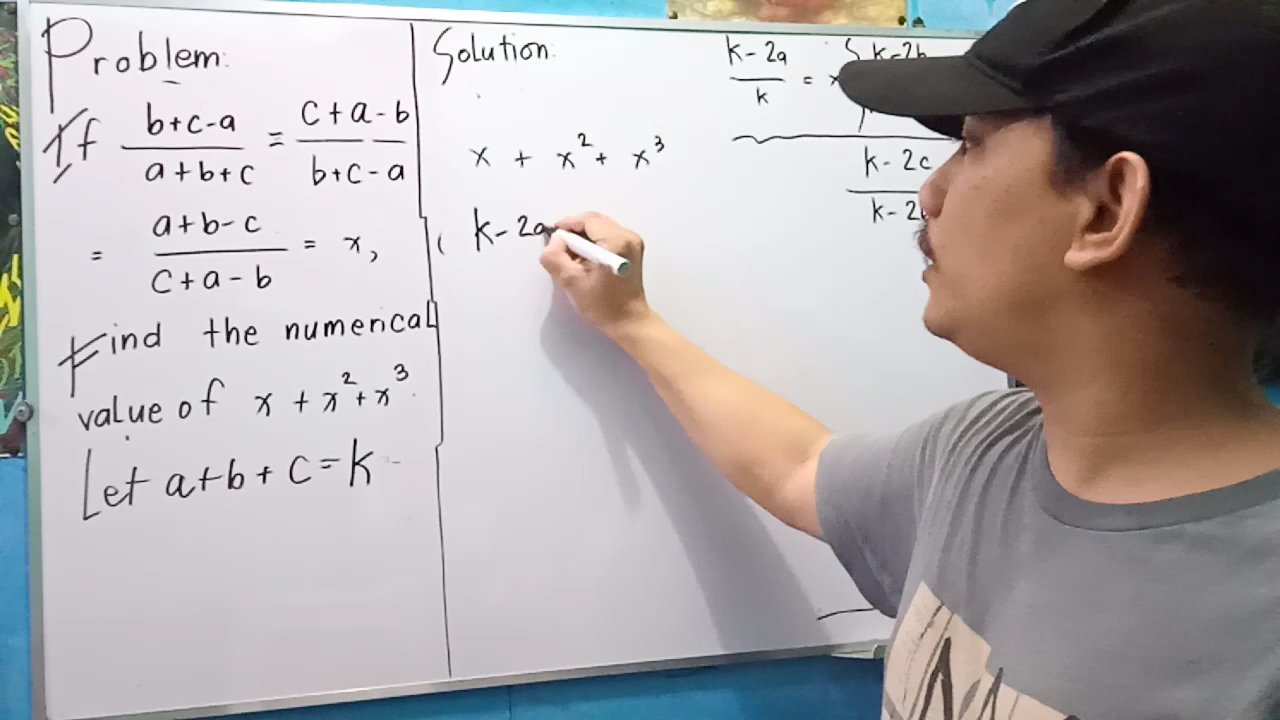 Problem:
If b+c-a / a+b+c = c+a-b / b+c-a
= a+b-c / c+a-b = x,
Find the numerical
value of x + x² + x³.
Let a+b+c = k
Solution:
k-2a / k = x
x + x² + x³
k-2a
k-2c